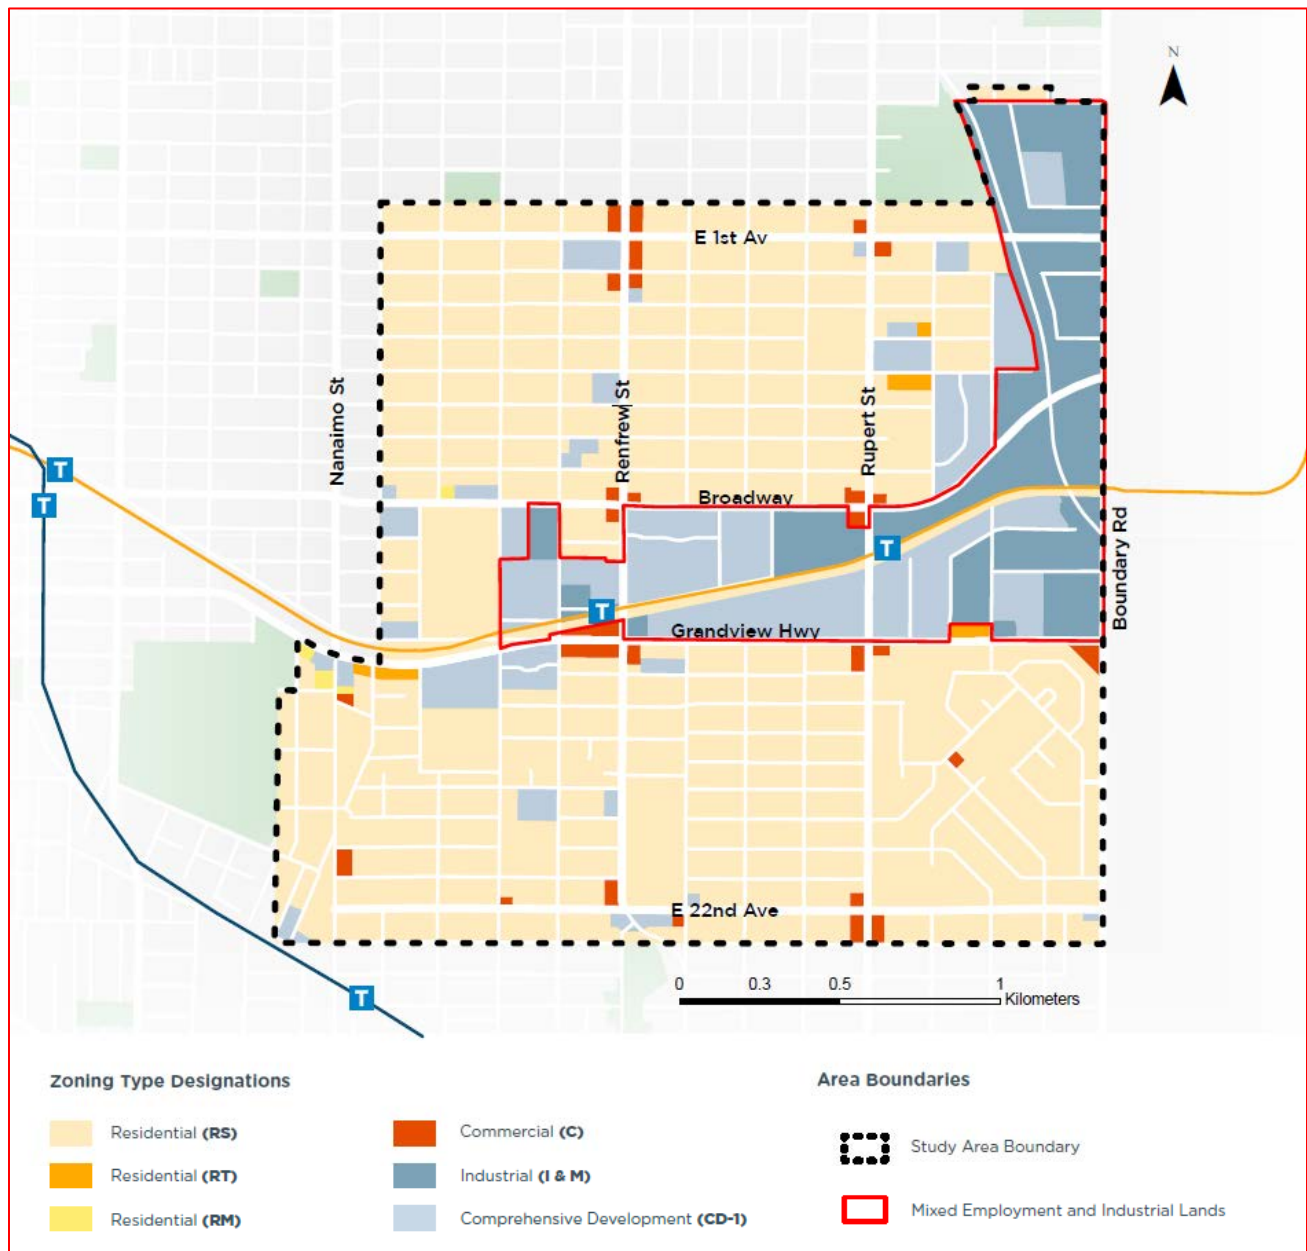 N
E 1st Av
Nanaimo St
Renfrew St
Rupert St
Broadway
T
T
T
Boundary Rd
T
Grandview Hwy
E 22nd Ave
T
0 0.3 0.5 1
Kilometers
Zoning Type Designations
Area Boundaries
Residential (RS)
Commercial (C)
Study Area Boundary
Residential (RT)
Industrial (I & M)
Residential (RM)
Comprehensive Development (CD-1)
Mixed Employment and Industrial Lands